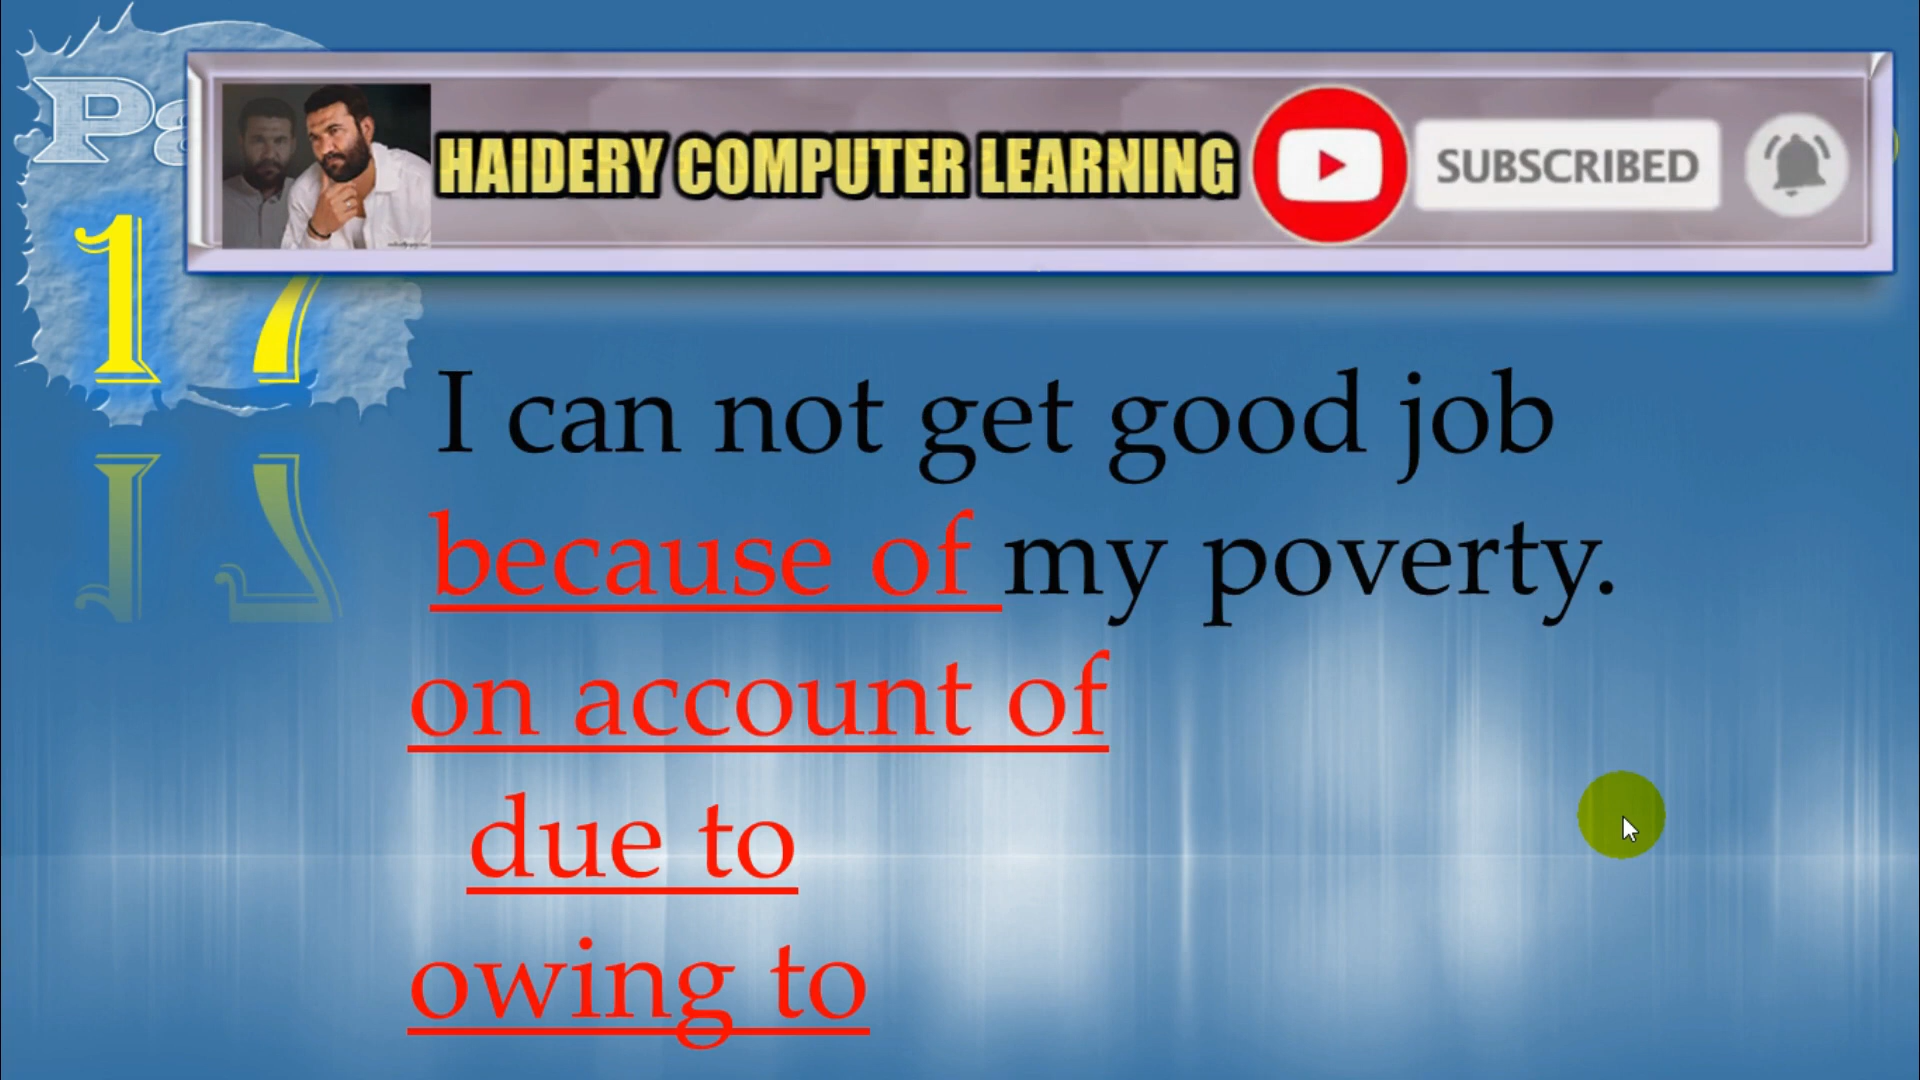 HAIDERY COMPUTER LEARNING
SUBSCRIBED
17
I can not get good job
because of my poverty.
on account of
due to
owing to